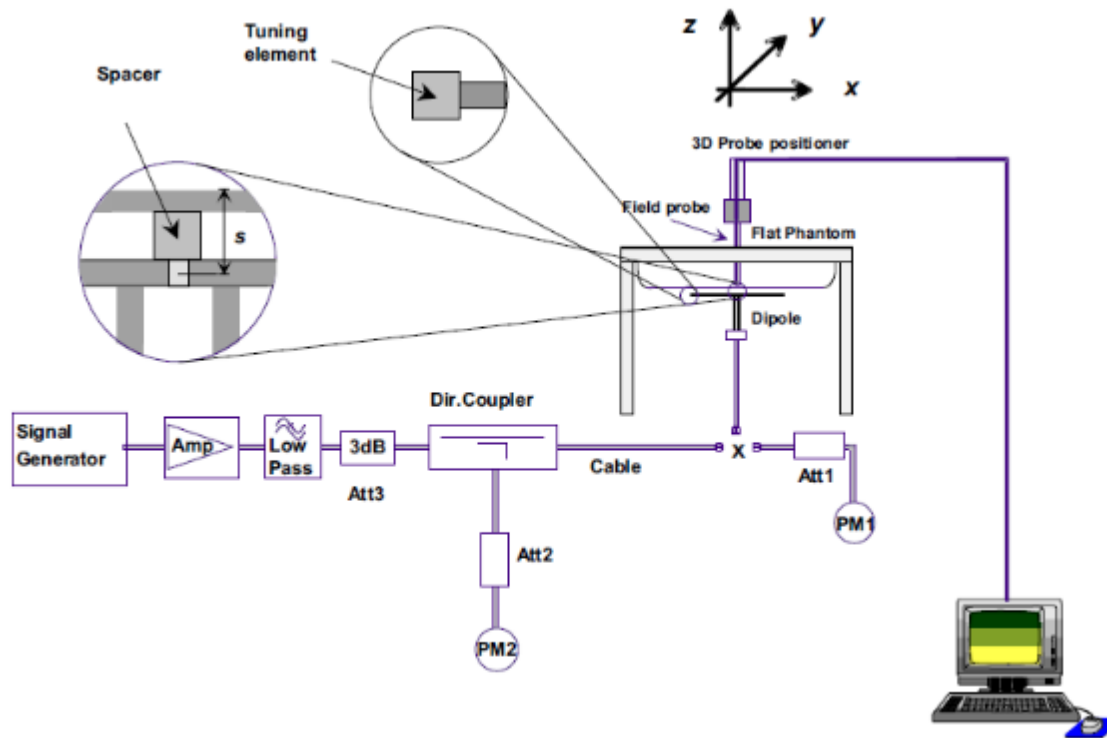 Tuning
element
Spacer
s
z
y
x
3D Probe positioner
Field probe
Flat Phantom
Dipole
Dir.Coupler
Signal
Generator
Amp
Low
Pass
3dB
Att3
Cable
x
Att1
PM1
Att2
PM2